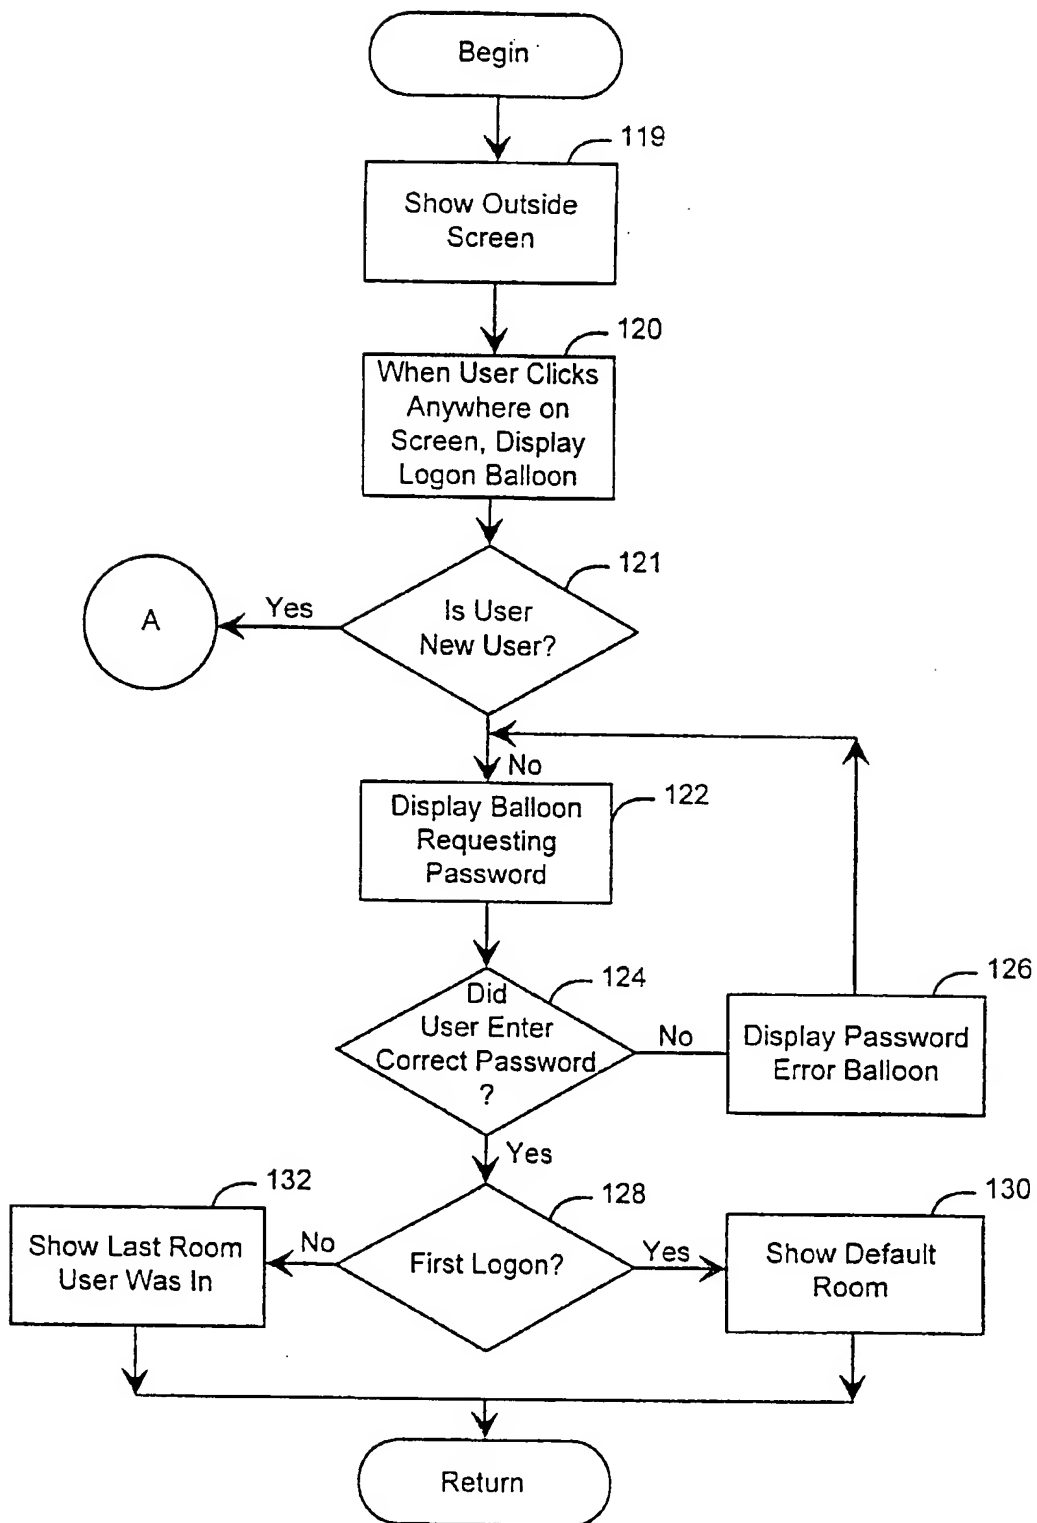 Begin
119
Show Outside
Screen
120
When User Clicks
Anywhere on
Screen, Display
Logon Balloon
121
Is User
New User?
Yes
A
No
Display Balloon
Requesting
Password
122
Did
User Enter
Correct Password
?
124
No
126
Display Password
Error Balloon
Yes
132
Show Last Room
User Was In
No
128
First Logon?
Yes
130
Show Default
Room
Return